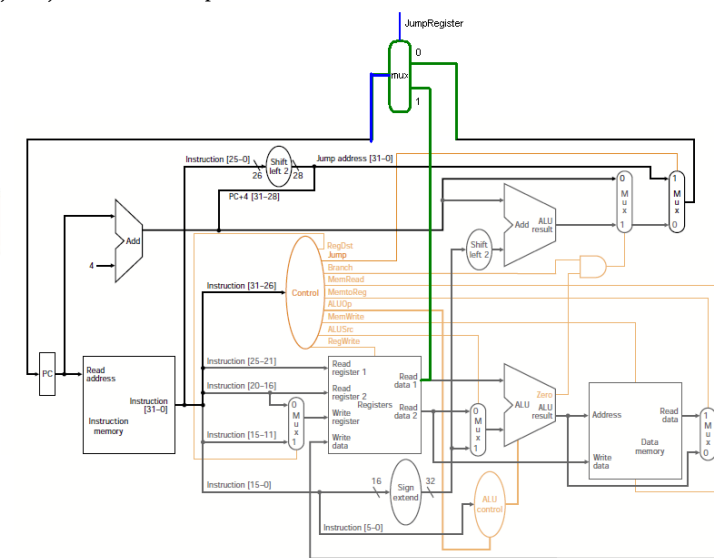 JumpRegister
0
mux
1
Instruction [25–0]
Shift
left 2
Jump address [31–0]
26
28
PC+4 [31–28]
Add
4
0
M
u
x
1
1
M
u
x
0
Add
ALU
result
Shift
left 2
RegDst
Jump
Branch
MemRead
MemtoReg
ALUOp
MemWrite
ALUSrc
RegWrite
Instruction [31–26]
Control
PC
Read
address
Instruction
[31–0]
Instruction
memory
Instruction [25–21]
Instruction [20–16]
Instruction [15–11]
Instruction [15–0]
Instruction [5–0]
0
M
u
x
1
Read
register 1
Read
register 2
Write
register
Write
data
Registers
Read
data 1
Read
data 2
0
M
u
x
1
Zero
ALU
ALU
result
Address
Read
data
Data
memory
Write
data
1
M
u
x
0
16
Sign
extend
32
ALU
control